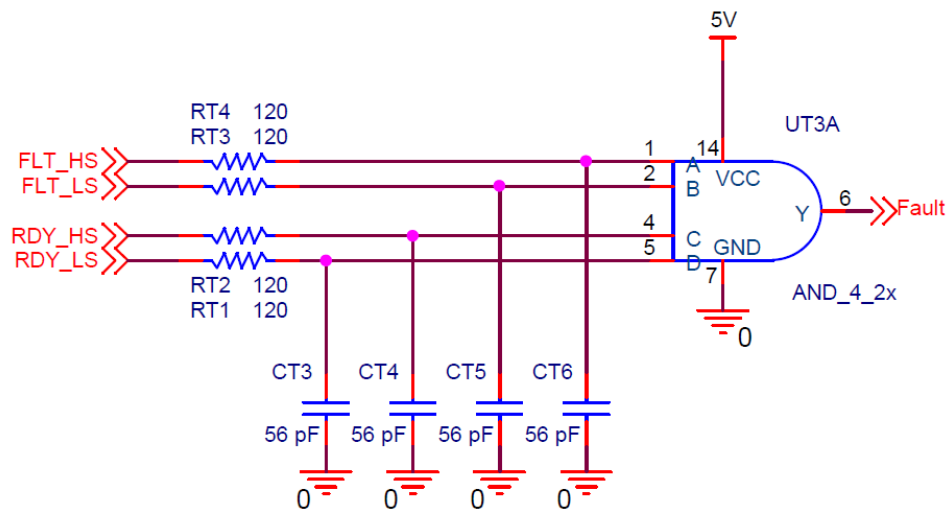 5V
RT4 120
RT3 120
UT3A
FLT_HS
1
A
14
VCC
FLT_LS
2
B
Y
6
Fault
RDY_HS
4
C
GND
RDY_LS
5
D
7
RT2 120
RT1 120
AND_4_2x
0
CT3
CT4
CT5
CT6
56 pF
56 pF
56 pF
56 pF
0
0
0
0